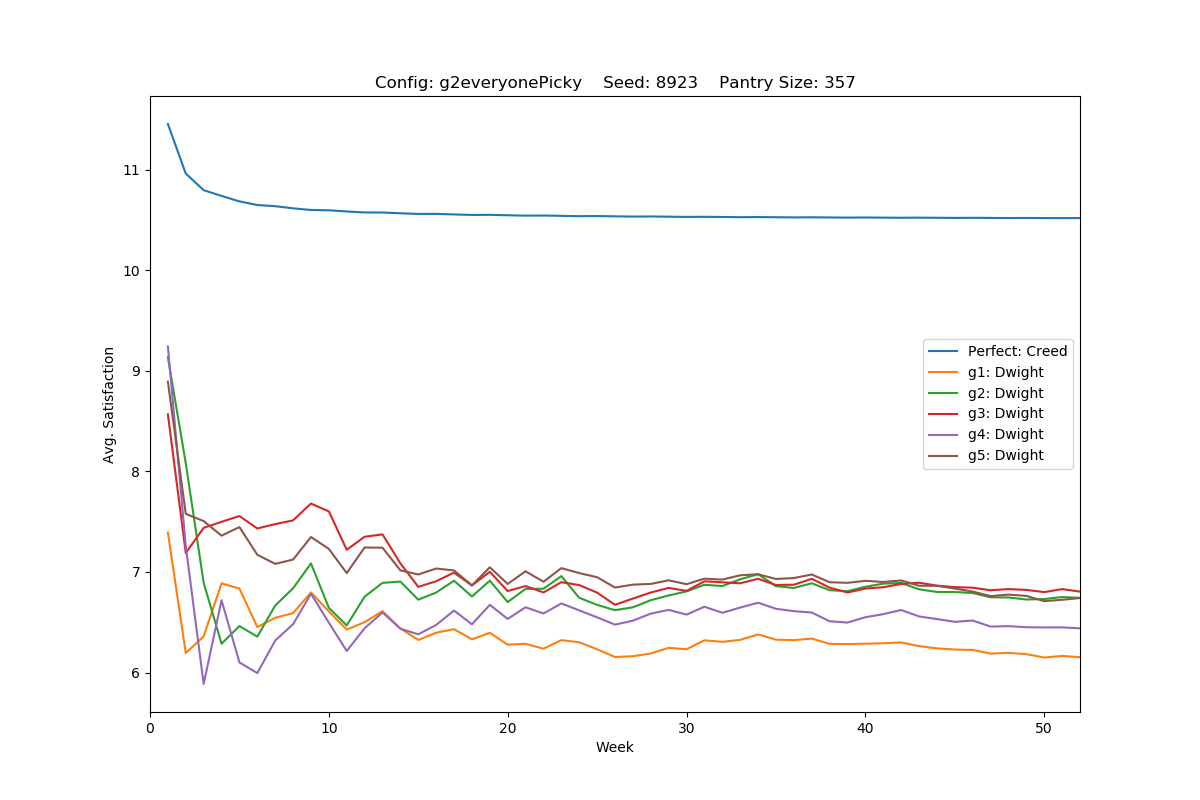 Config: g2everyonePicky    Seed: 8923    Pantry Size: 357
11
10
9
8
7
6
Avg. Satisfaction
Perfect: Creed
g1: Dwight
g2: Dwight
g3: Dwight
g4: Dwight
g5: Dwight
0 10 20 30 40 50
Week